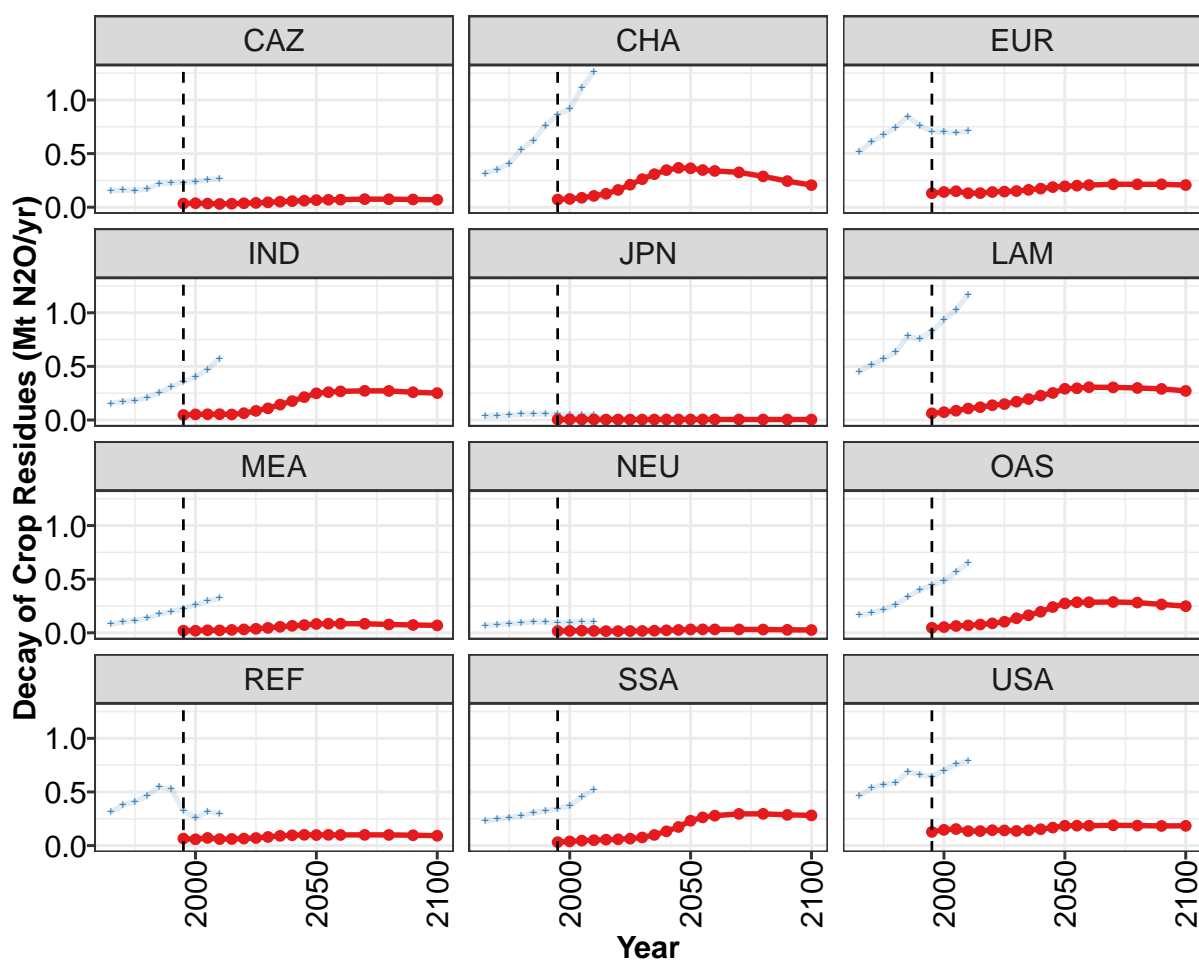 CAZ CHA EUR
1.0
0.5
0.0
IND JPN LAM
1.0
0.5
0.0
MEA NEU OAS
1.0
0.5
0.0
REF SSA USA
1.0
0.5
0.0
2000 2050 2100 2000 2050 2100 2000 2050 2100
Year
Decay of Crop Residues (Mt N2O/yr)